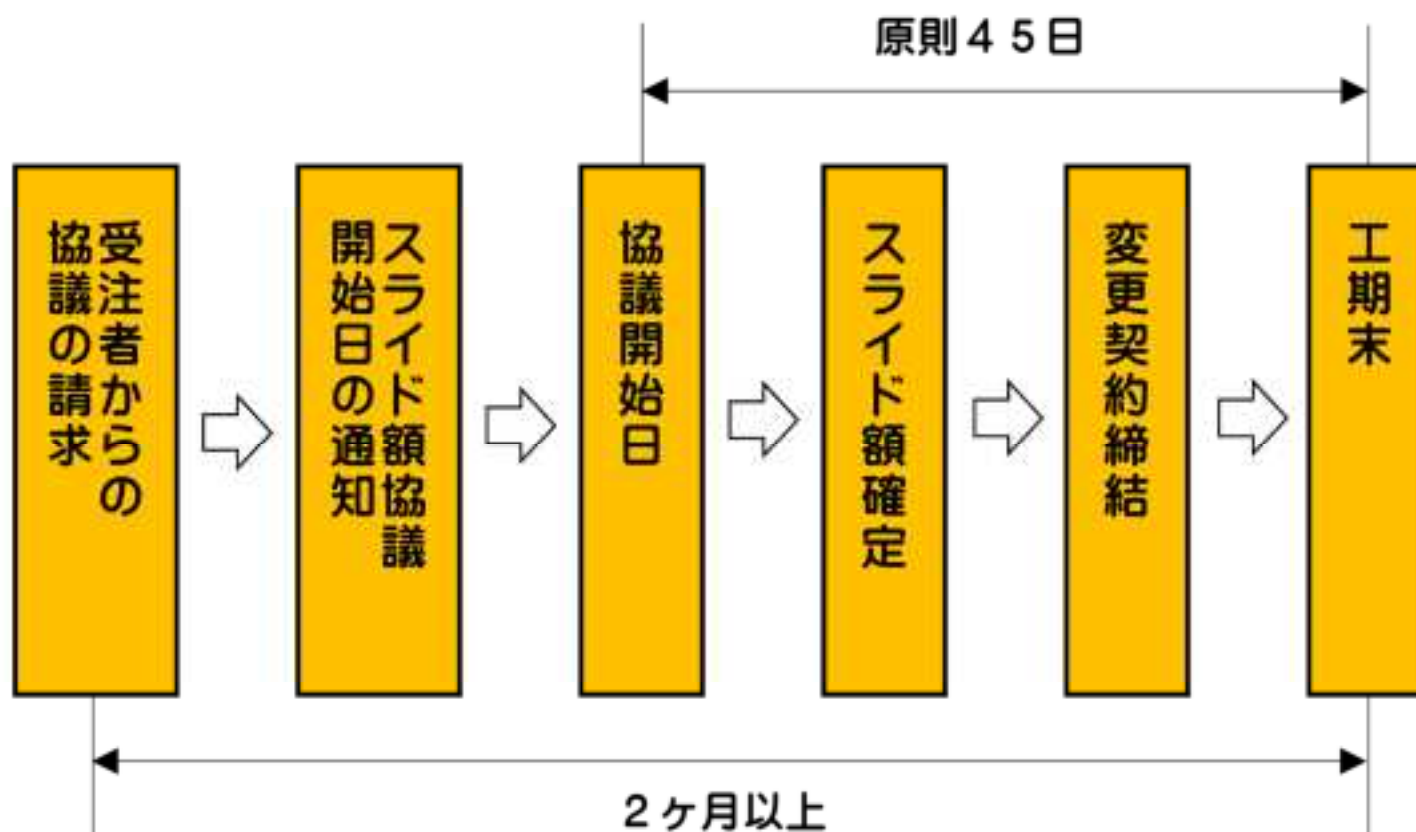 原則４５日
受注者からの
協議の請求
スライド額協議
開始日の通知
協議開始日
スライド額確定
変更契約締結
工期末
２ヶ月以上